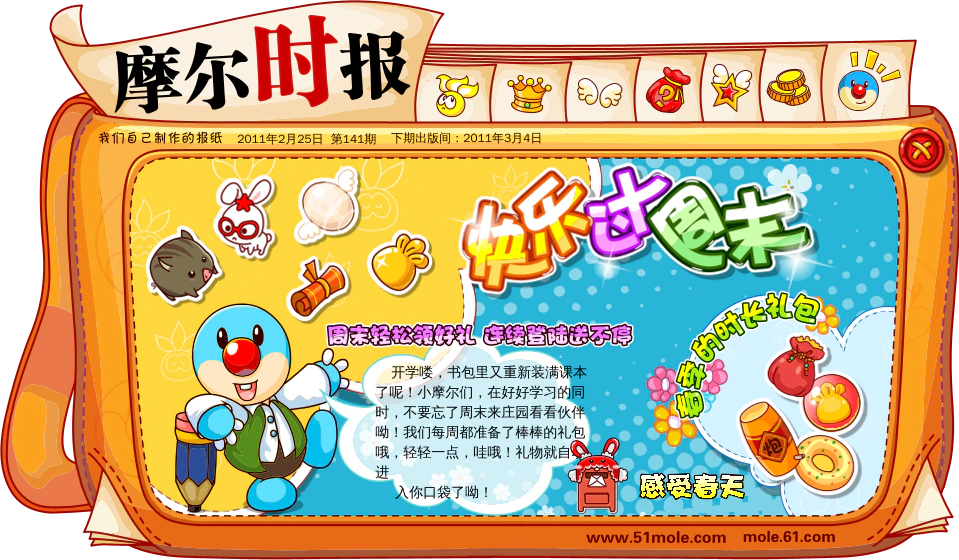 摩尔时报
我们自己制作的报纸 2011年2月25日 第141期 下期出版间：2011年3月4日
快乐过周末
周末轻松领好礼 连续登陆送不停
开学喽，书包里又重新装满课本
了呢！小摩尔们，在好好学习的同
时，不要忘了周末来庄园看看伙伴
呦！我们每周都准备了棒棒的礼包
哦，轻轻一点，哇哦！礼物就自
进
入你口袋了呦！
春季的时长礼包
炮
感受春天
www.51mole.com mole.61.com